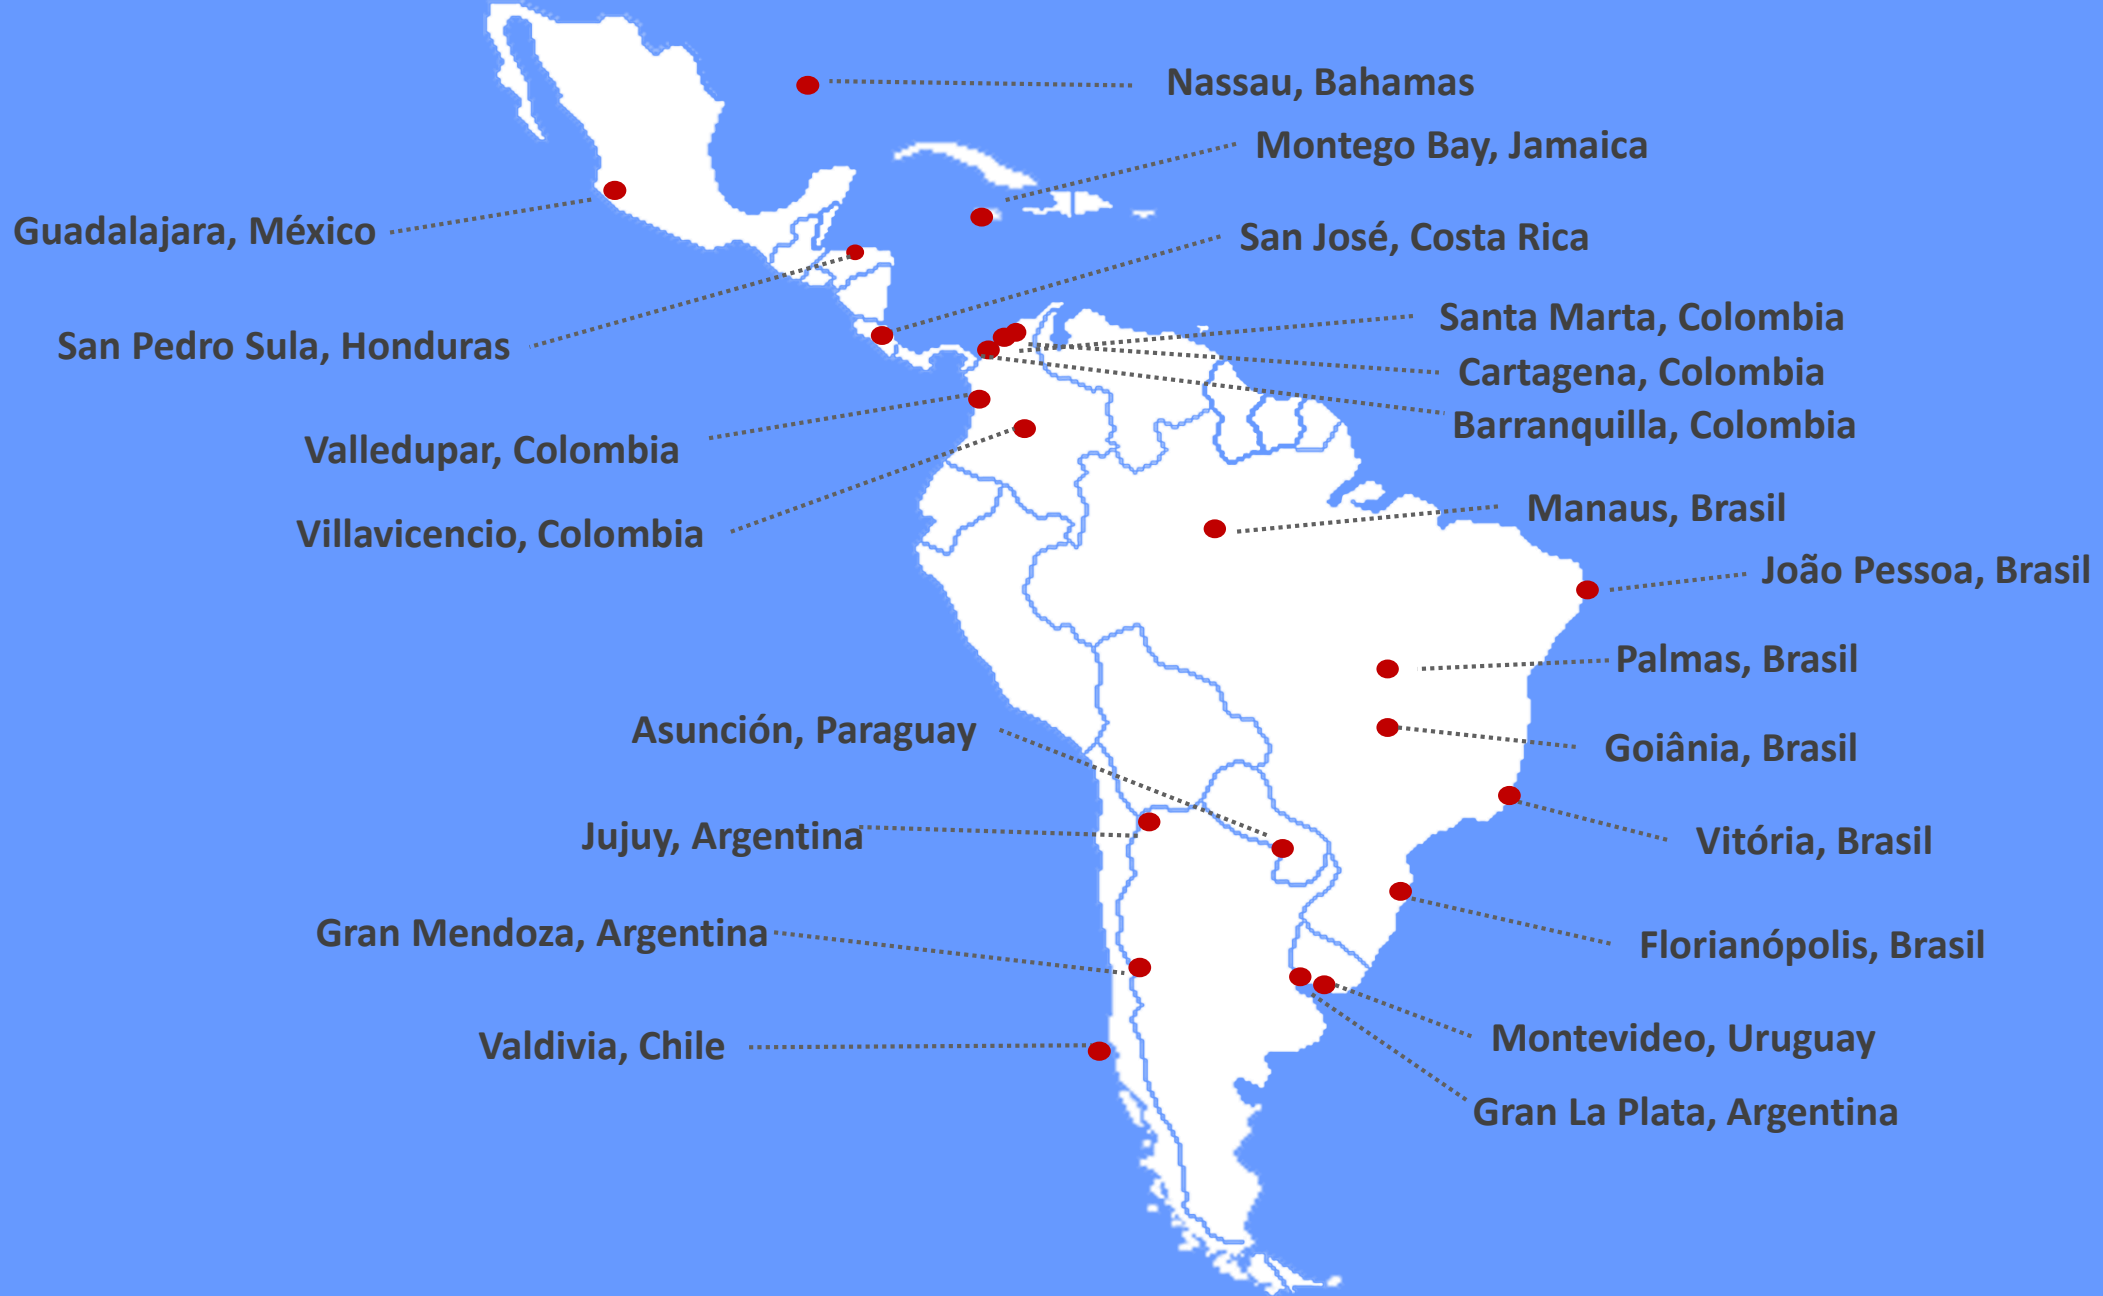 Nassau, Bahamas
Montego Bay, Jamaica
Guadalajara, México
San José, Costa Rica
Santa Marta, Colombia
San Pedro Sula, Honduras
Cartagena, Colombia
Barranquilla, Colombia
Valledupar, Colombia
Manaus, Brasil
Villavicencio, Colombia
João Pessoa, Brasil
Palmas, Brasil
Asunción, Paraguay
Goiânia, Brasil
Jujuy, Argentina
Vitória, Brasil
Gran Mendoza, Argentina
Florianópolis, Brasil
Montevideo, Uruguay
Valdivia, Chile
Gran La Plata, Argentina